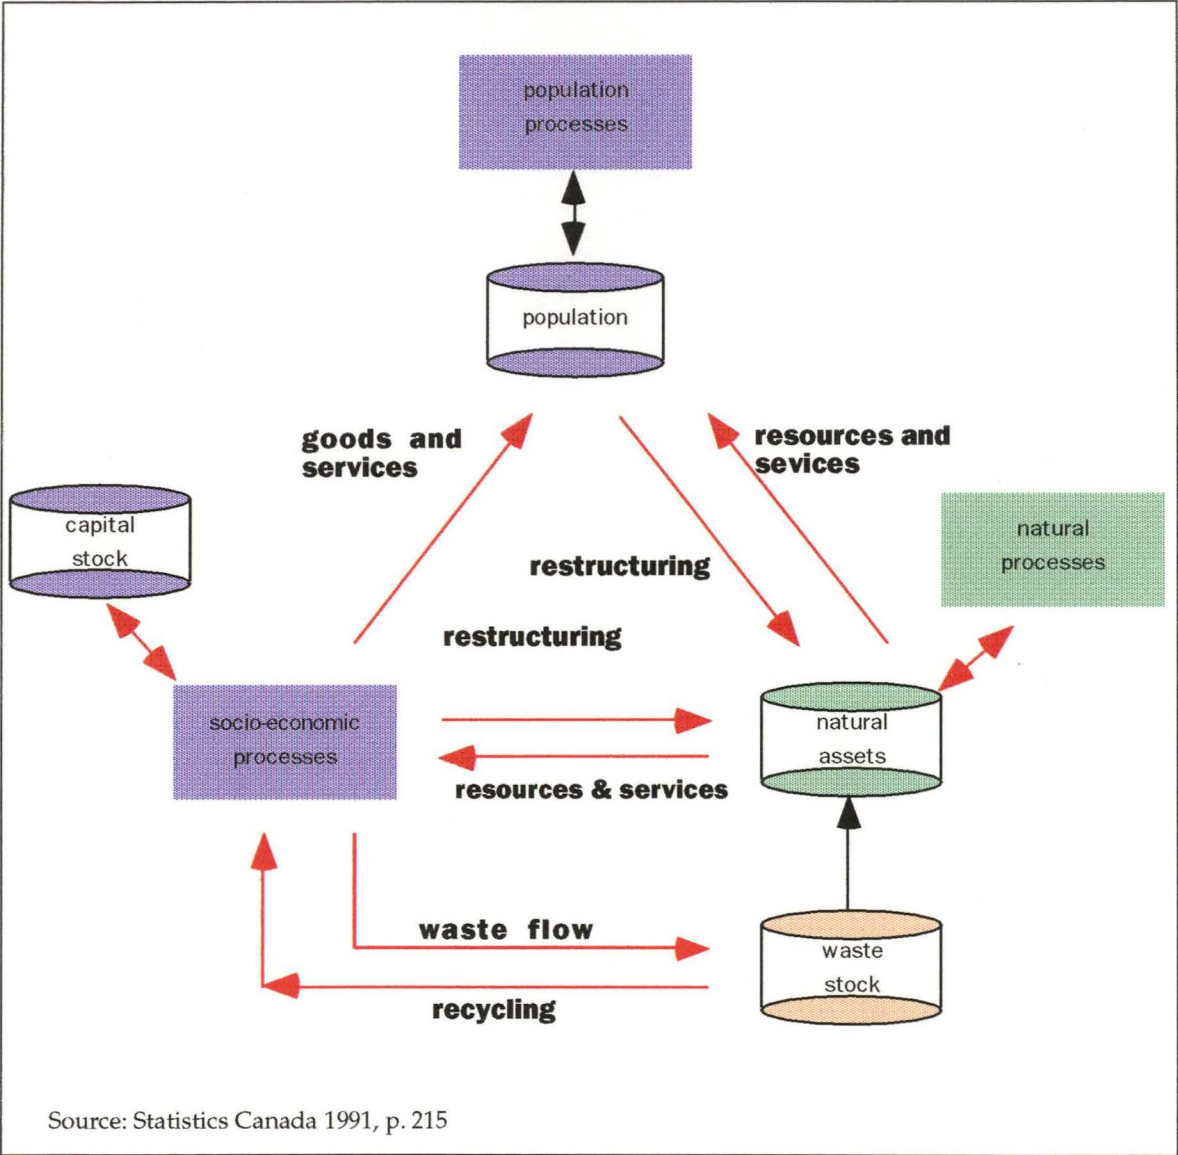 population
processes
population
goods and
services
resources and
sevices
capital
stock
natural
processes
restructuring
restructuring
socio-economic
processes
natural
assets
resources & services
waste flow
waste
stock
recycling
Source: Statistics Canada 1991, p. 215